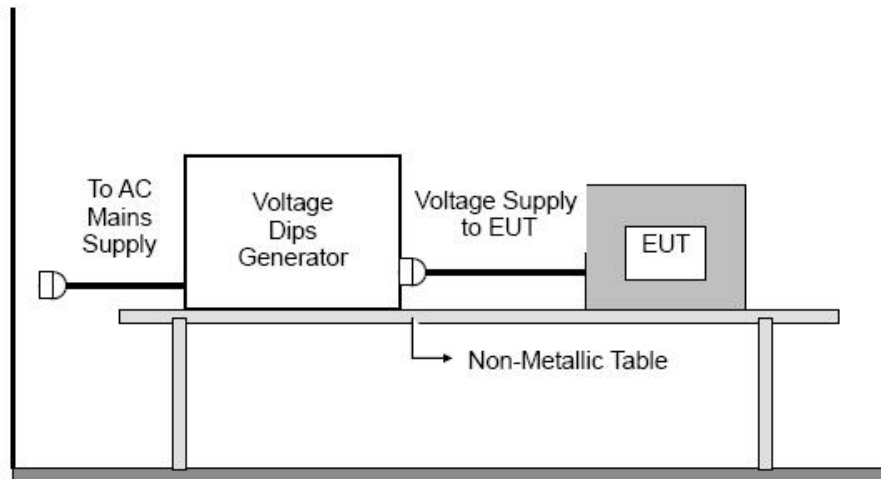 To AC
Mains
Supply
Voltage
Dips
Generator
Voltage Supply
to EUT
EUT
Non-Metallic Table